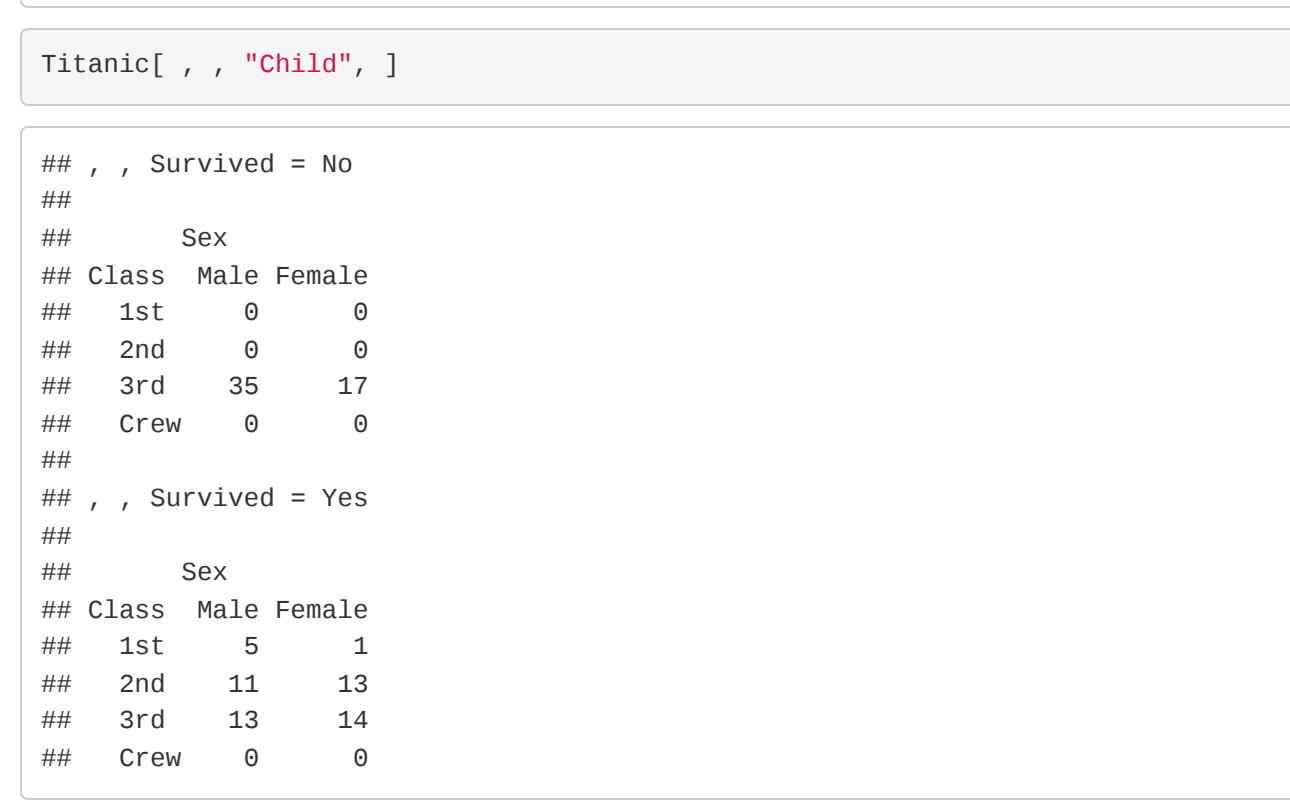 Titanic[ , , "Child", ]
## , , Survived = No
##
##       Sex
## Class  Male Female
##   1st     0      0
##   2nd     0      0
##   3rd    35     17
##   Crew    0      0
##
## , , Survived = Yes
##
##       Sex
## Class  Male Female
##   1st     5      1
##   2nd    11     13
##   3rd    13     14
##   Crew    0      0